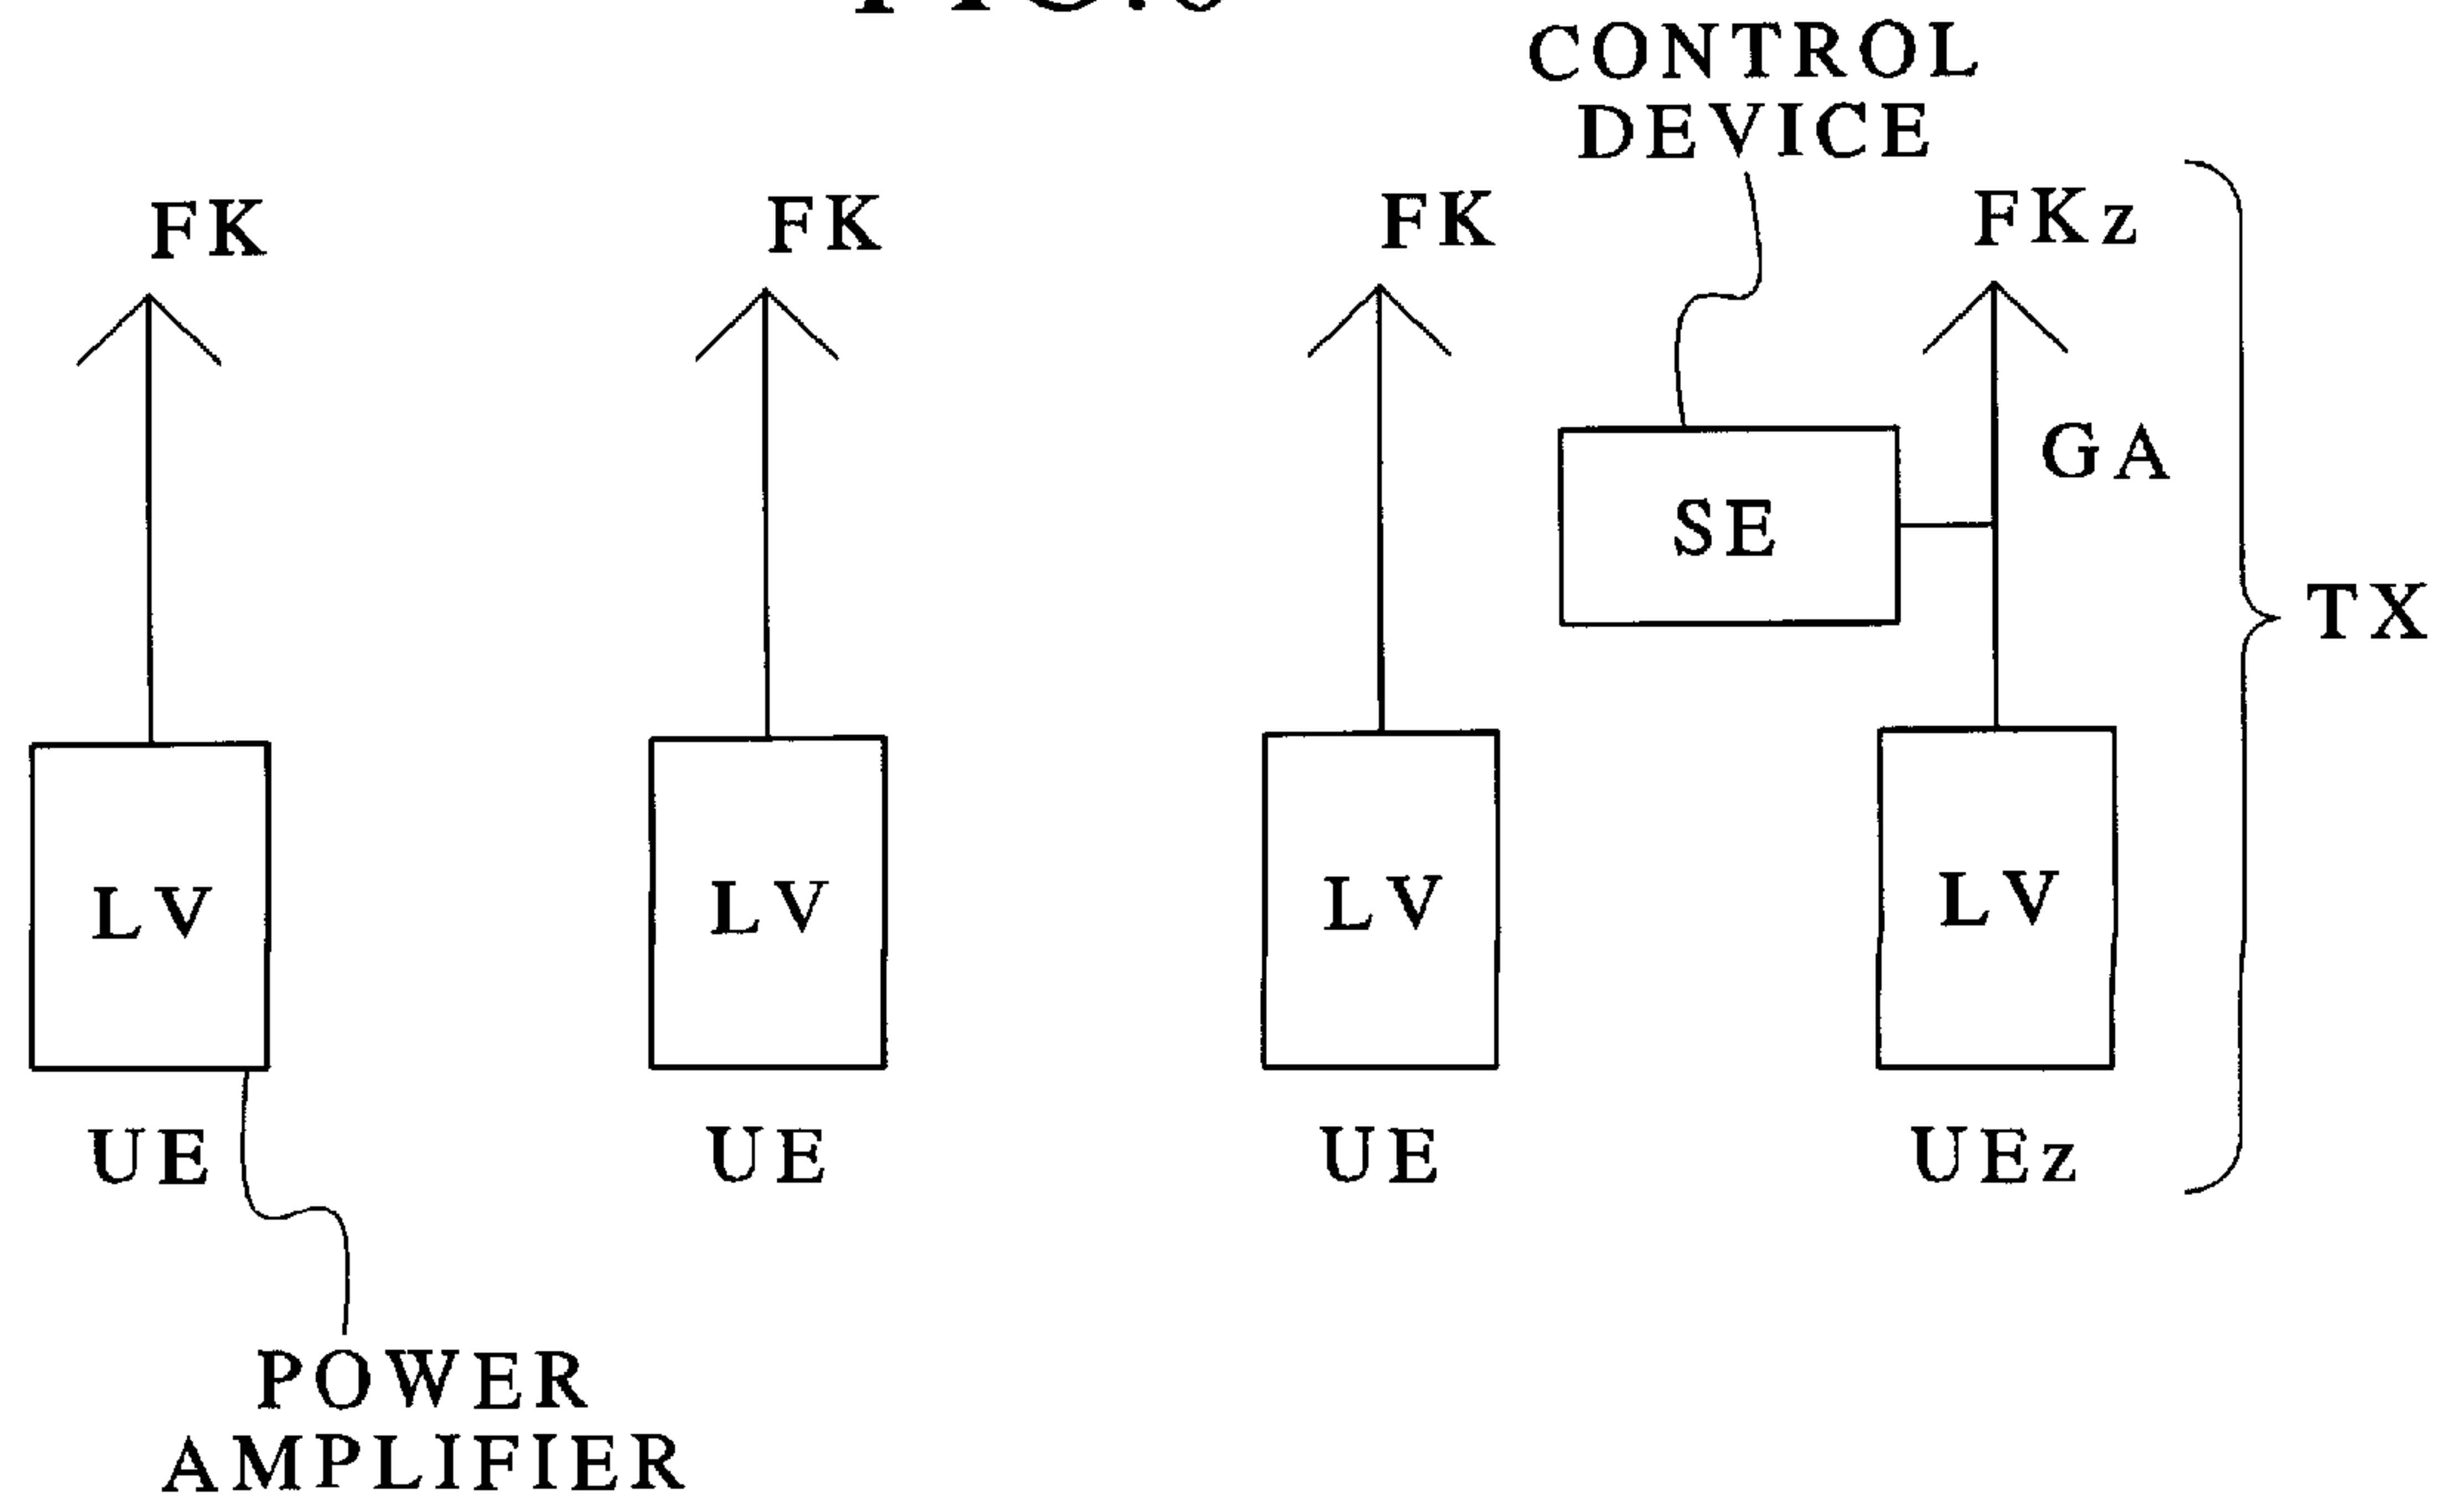 CONTROL
DEVICE
FK
FK
FK
FKz
GA
SE
TX
LV
LV
LV
LV
UE
UE
UE
UEz
POWER
AMPLIFIER